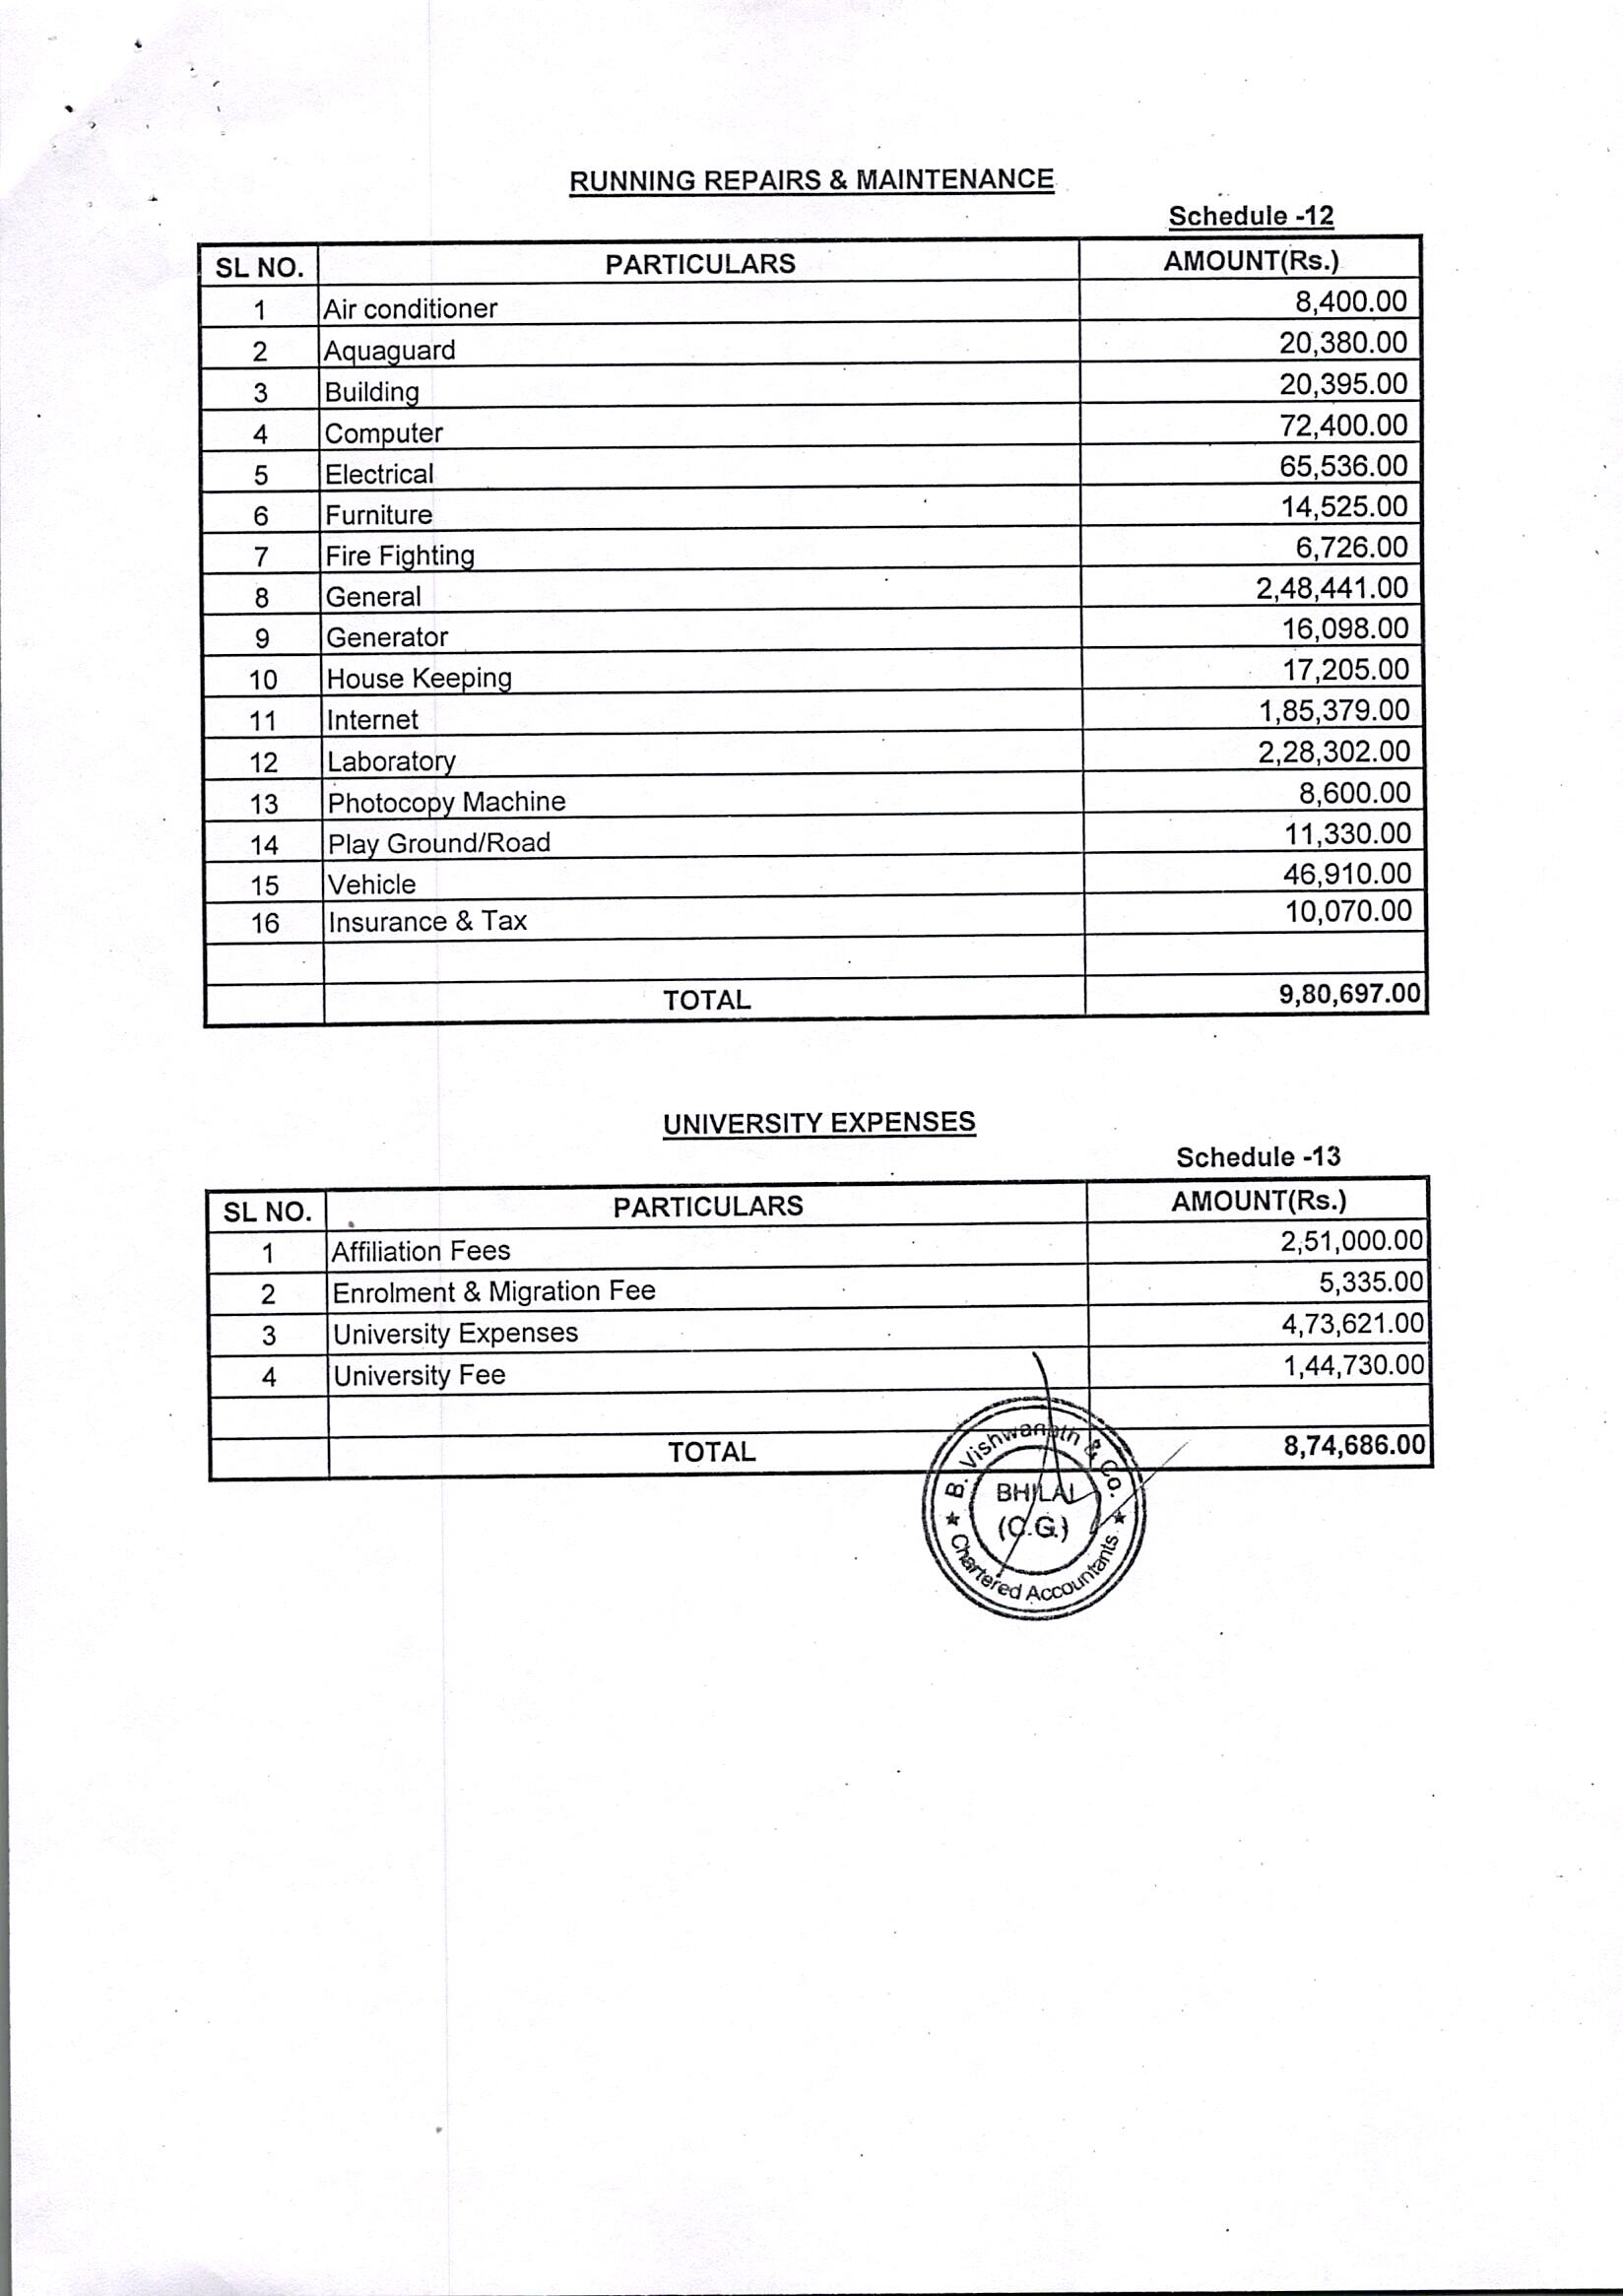 RUNNING REPAIRS & MAINTENANCE
Schedule -12
SL NO. PARTICULARS AMOUNT(Rs.)
1 Air conditioner 8,400.00
2 Aquaguard 20,380.00
3 Building 20,395.00
4 Computer 72,400.00
5 Electrical 65,536.00
6 Furniture 14,525.00
7 Fire Fighting 6,726.00
8 General 2,48,441.00
9 Generator 16,098.00
10 House Keeping 17,205.00
11 Internet 1,85,379.00
12 Laboratory 2,28,302.00
13 Photocopy Machine 8,600.00
14 Play Ground/Road 11,330.00
15 Vehicle 46,910.00
16 Insurance & Tax 10,070.00
TOTAL 9,80,697.00
UNIVERSITY EXPENSES
Schedule -13
SL NO. PARTICULARS AMOUNT(Rs.)
1 Affiliation Fees 2,51,000.00
2 Enrolment & Migration Fee 5,335.00
3 University Expenses 4,73,621.00
4 University Fee 1,44,730.00
TOTAL 8,74,686.00
B. Vishwanath & Co.
BHILAI
(C.G.)
★ Chartered Accountants ★